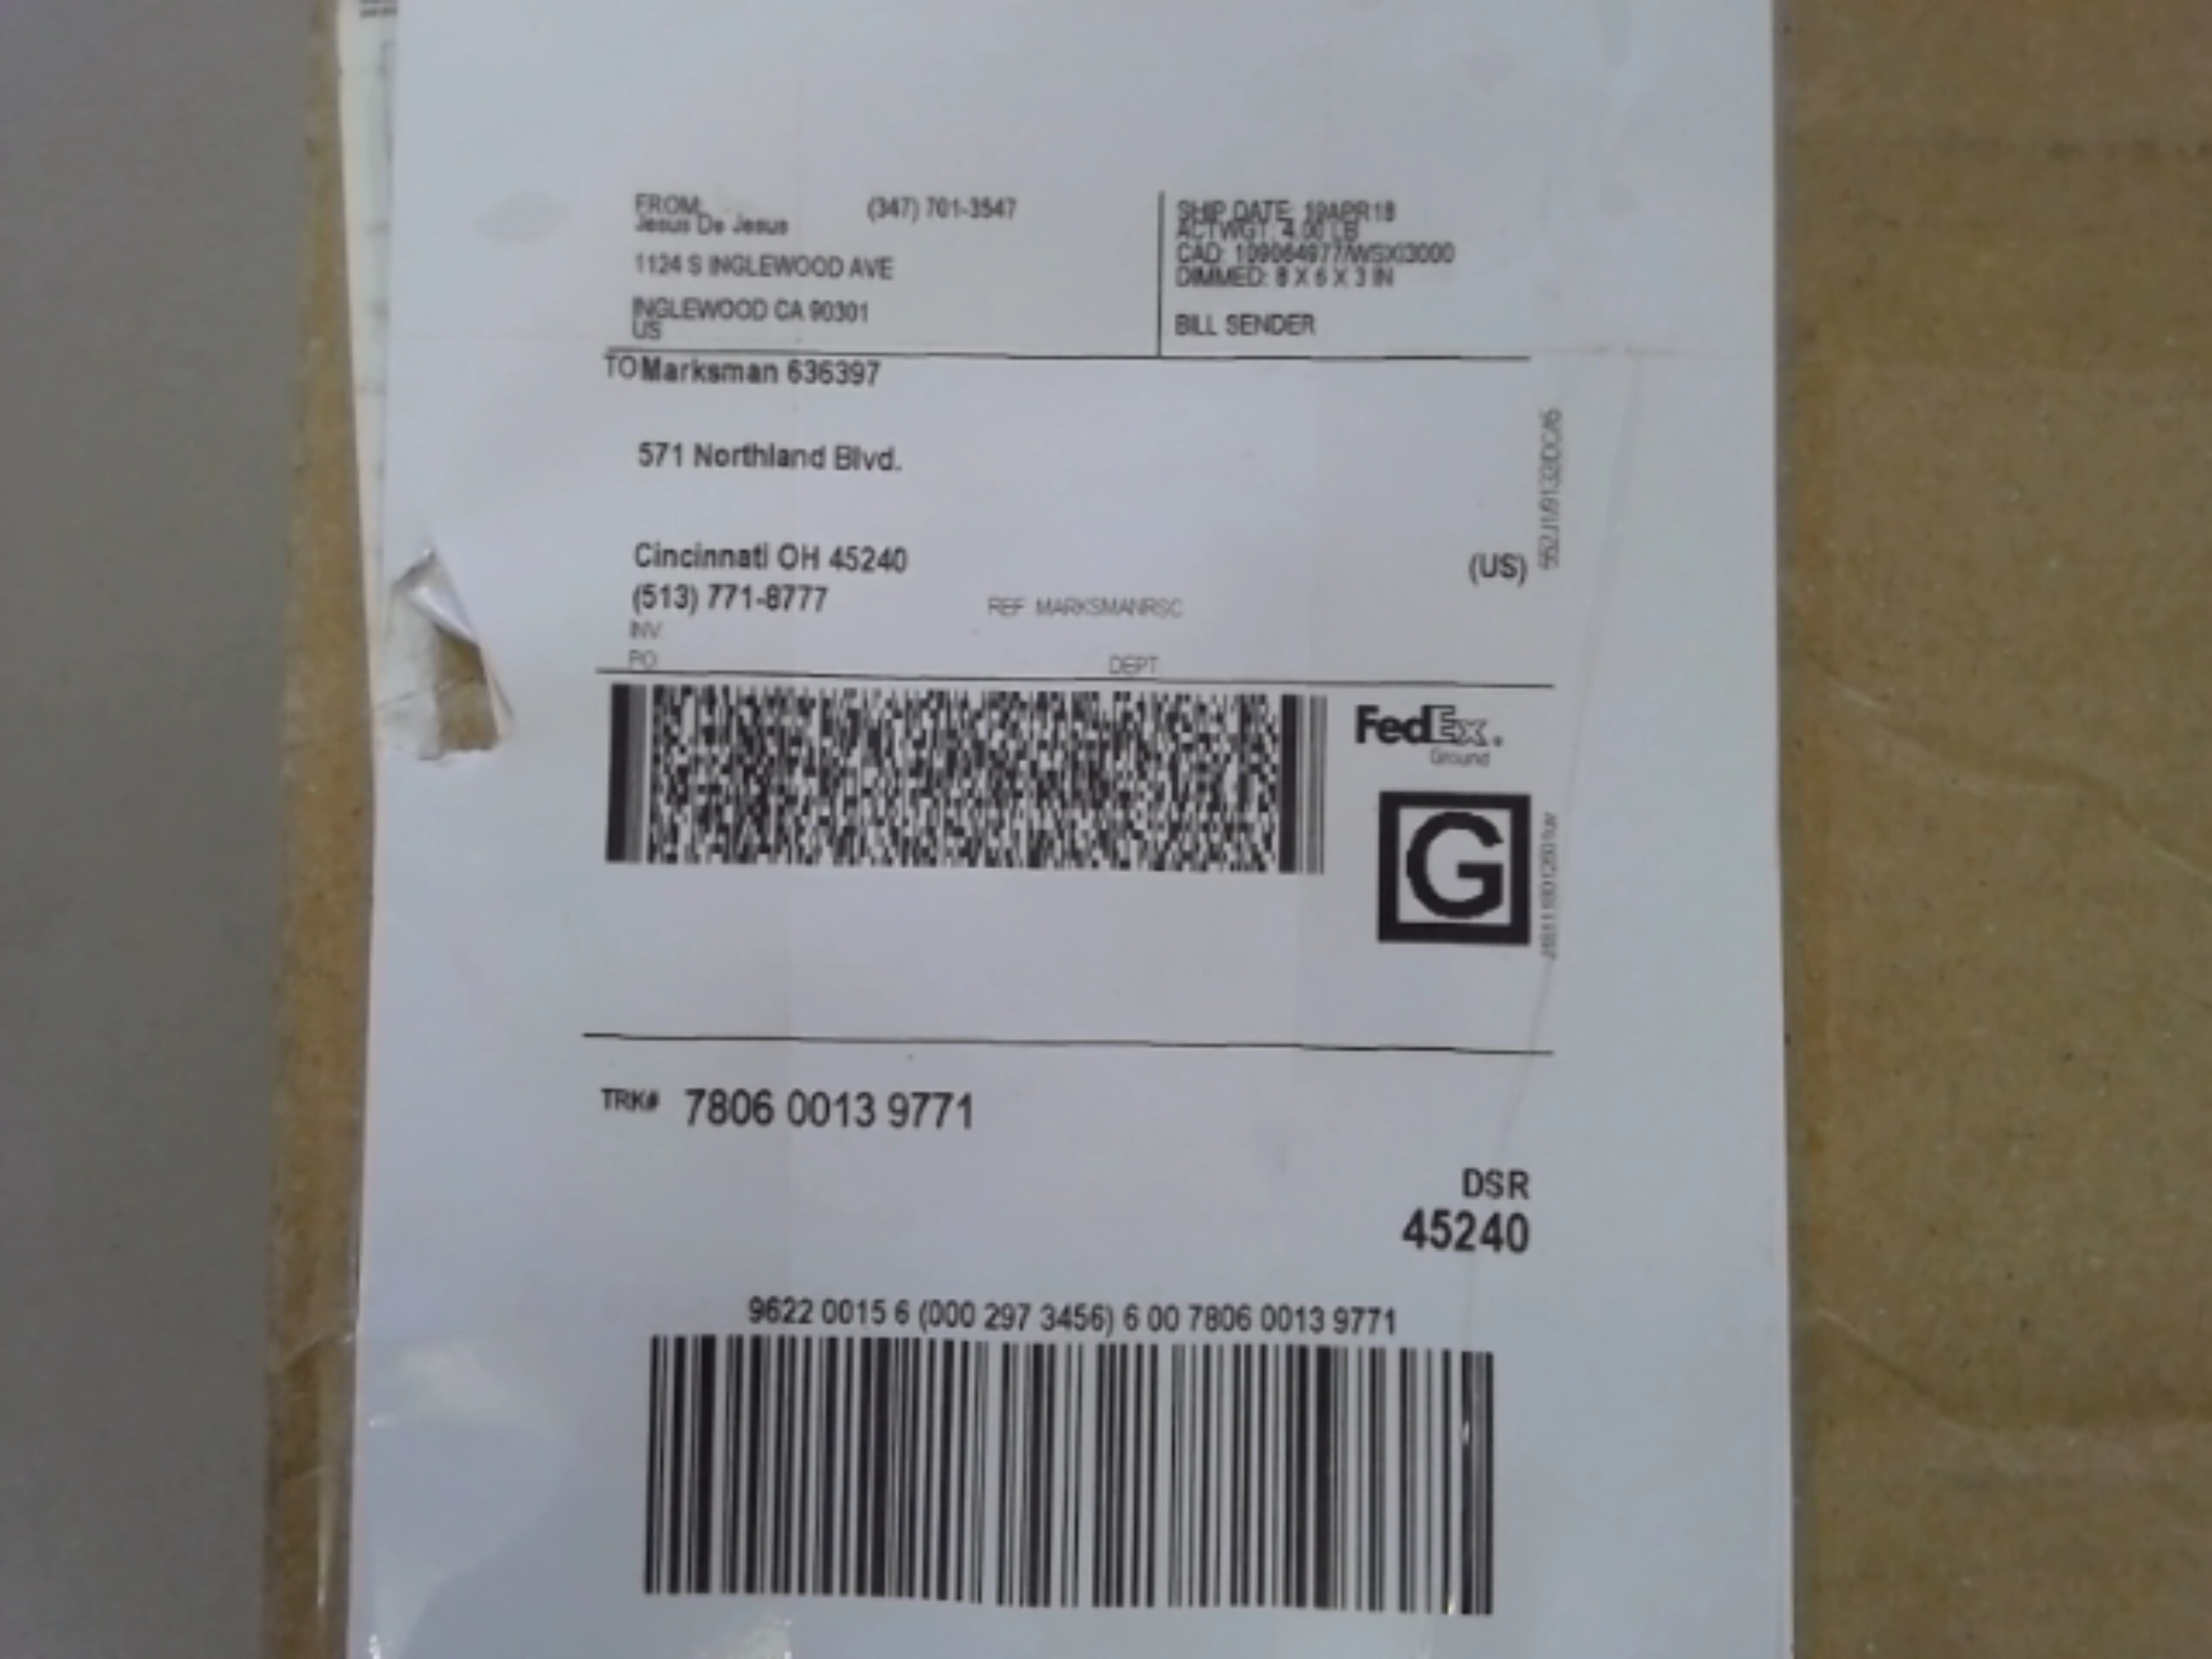 FROM: (347) 701-3547
Jesus De Jesus
1124 S INGLEWOOD AVE
INGLEWOOD CA 90301
US
SHIP DATE: 19APR18
ACTWGT: 4.00 LB
CAD: 109064977/WSXI3000
DIMMED: 8 X 6 X 3 IN
BILL SENDER
TO Marksman 636397
571 Northland Blvd.
Cincinnati OH 45240
(US)
(513) 771-8777 REF: MARKSMANRSC
INV:
PO: DEPT:
FedEx.
Ground
G
TRK# 7806 0013 9771
DSR
45240
9622 0015 6 (000 297 3456) 6 00 7806 0013 9771